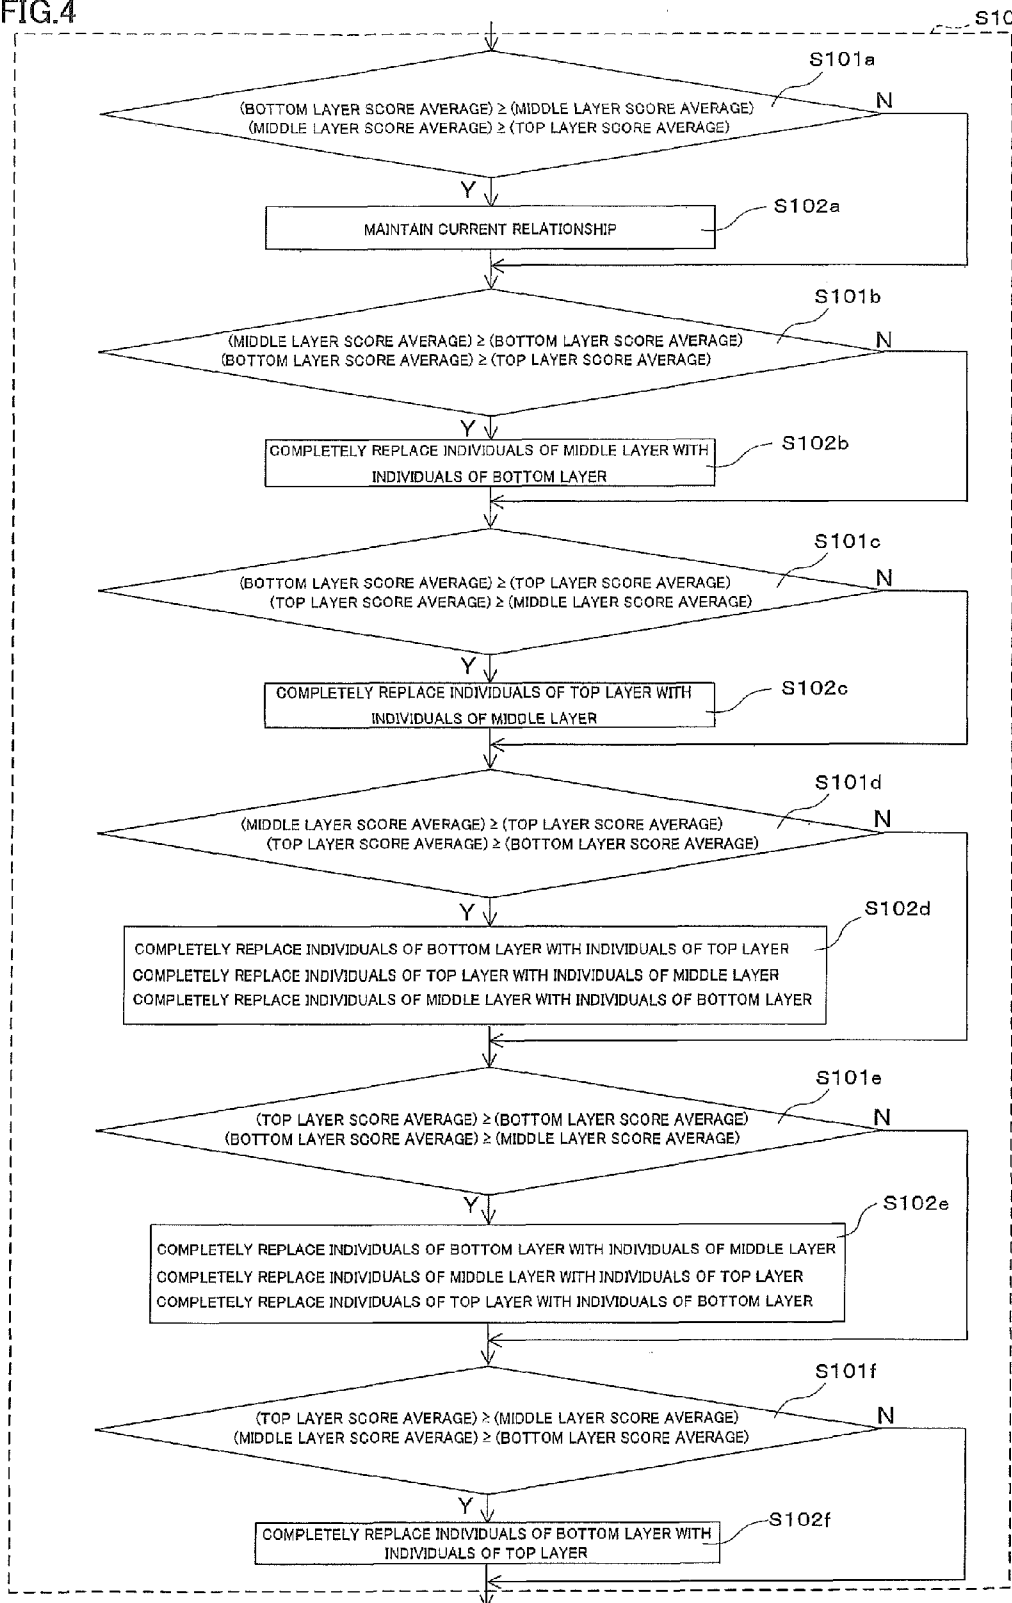 FIG.4
S10
S101a
(BOTTOM LAYER SCORE AVERAGE) ≥ (MIDDLE LAYER SCORE AVERAGE)
(MIDDLE LAYER SCORE AVERAGE) ≥ (TOP LAYER SCORE AVERAGE)
N
Y
S102a
MAINTAIN CURRENT RELATIONSHIP
S101b
(MIDDLE LAYER SCORE AVERAGE) ≥ (BOTTOM LAYER SCORE AVERAGE)
(BOTTOM LAYER SCORE AVERAGE) ≥ (TOP LAYER SCORE AVERAGE)
N
Y
S102b
COMPLETELY REPLACE INDIVIDUALS OF MIDDLE LAYER WITH
INDIVIDUALS OF BOTTOM LAYER
S101c
(BOTTOM LAYER SCORE AVERAGE) ≥ (TOP LAYER SCORE AVERAGE)
(TOP LAYER SCORE AVERAGE) ≥ (MIDDLE LAYER SCORE AVERAGE)
N
Y
S102c
COMPLETELY REPLACE INDIVIDUALS OF TOP LAYER WITH
INDIVIDUALS OF MIDDLE LAYER
S101d
(MIDDLE LAYER SCORE AVERAGE) ≥ (TOP LAYER SCORE AVERAGE)
(TOP LAYER SCORE AVERAGE) ≥ (BOTTOM LAYER SCORE AVERAGE)
N
Y
S102d
COMPLETELY REPLACE INDIVIDUALS OF BOTTOM LAYER WITH INDIVIDUALS OF TOP LAYER
COMPLETELY REPLACE INDIVIDUALS OF TOP LAYER WITH INDIVIDUALS OF MIDDLE LAYER
COMPLETELY REPLACE INDIVIDUALS OF MIDDLE LAYER WITH INDIVIDUALS OF BOTTOM LAYER
S101e
(TOP LAYER SCORE AVERAGE) ≥ (BOTTOM LAYER SCORE AVERAGE)
(BOTTOM LAYER SCORE AVERAGE) ≥ (MIDDLE LAYER SCORE AVERAGE)
N
Y
S102e
COMPLETELY REPLACE INDIVIDUALS OF BOTTOM LAYER WITH INDIVIDUALS OF MIDDLE LAYER
COMPLETELY REPLACE INDIVIDUALS OF MIDDLE LAYER WITH INDIVIDUALS OF TOP LAYER
COMPLETELY REPLACE INDIVIDUALS OF TOP LAYER WITH INDIVIDUALS OF BOTTOM LAYER
S101f
(TOP LAYER SCORE AVERAGE) ≥ (MIDDLE LAYER SCORE AVERAGE)
(MIDDLE LAYER SCORE AVERAGE) ≥ (BOTTOM LAYER SCORE AVERAGE)
N
Y
S102f
COMPLETELY REPLACE INDIVIDUALS OF BOTTOM LAYER WITH
INDIVIDUALS OF TOP LAYER